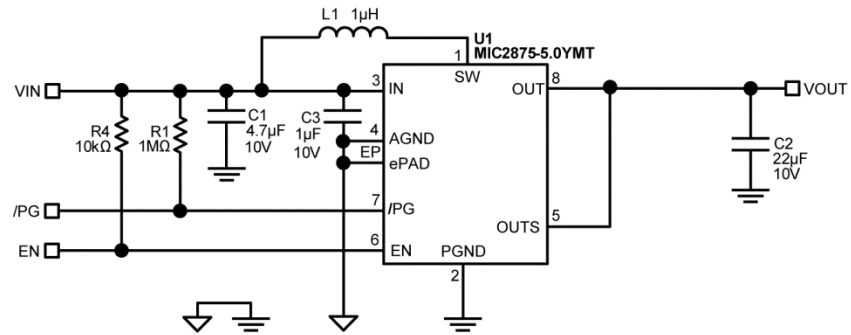 L1 1µH
U1
MIC2875-5.0YMT
1
SW
VIN
3
IN
OUT
8
VOUT
R4
10kΩ
R1
1MΩ
C1
4.7µF
10V
C3
1µF
10V
4
AGND
EP
ePAD
C2
22µF
10V
/PG
7
/PG
OUTS
5
EN
6
EN
PGND
2